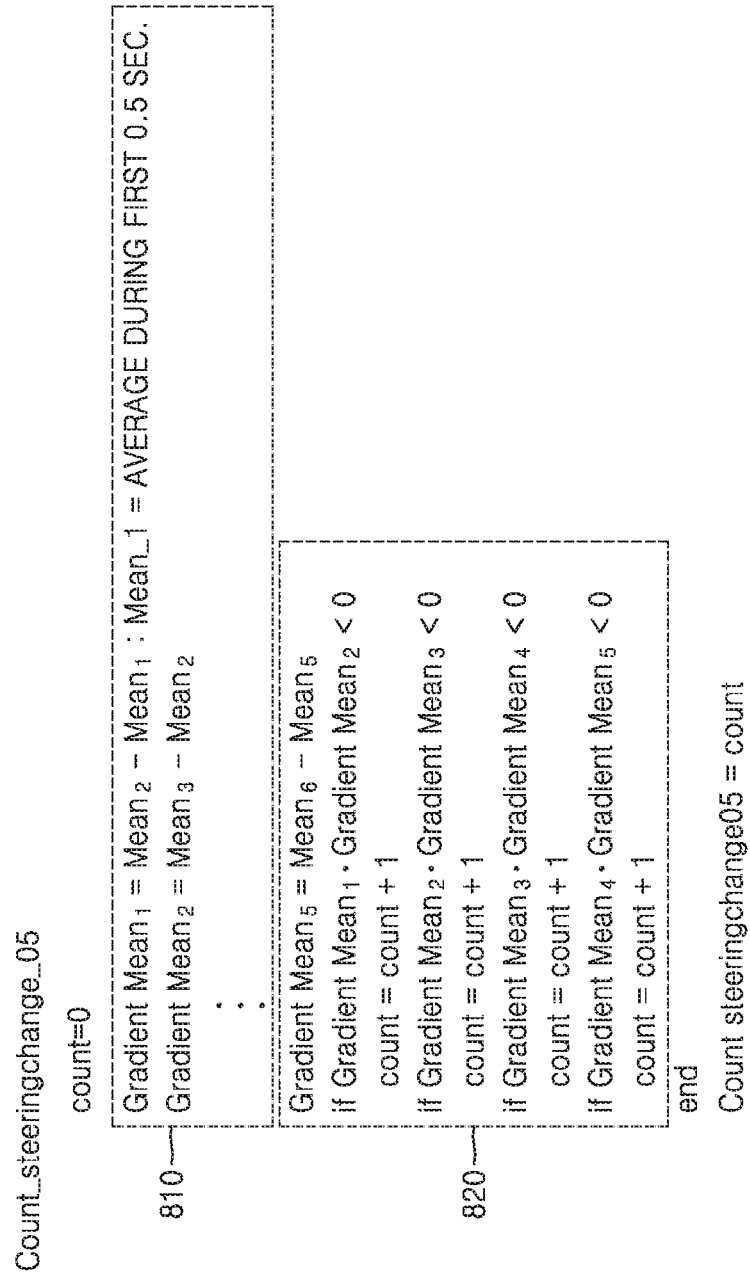 Count_steeringchange_05
count=0
810
Gradient Mean₁ = Mean₂ − Mean₁ : Mean_1 = AVERAGE DURING FIRST 0.5 SEC.
Gradient Mean₂ = Mean₃ − Mean₂
⋮
820
Gradient Mean₅ = Mean₆ − Mean₅
if Gradient Mean₁ · Gradient Mean₂ < 0
count = count + 1
if Gradient Mean₂ · Gradient Mean₃ < 0
count = count + 1
if Gradient Mean₃ · Gradient Mean₄ < 0
count = count + 1
if Gradient Mean₄ · Gradient Mean₅ < 0
count = count + 1
end
Count steeringchange05 = count